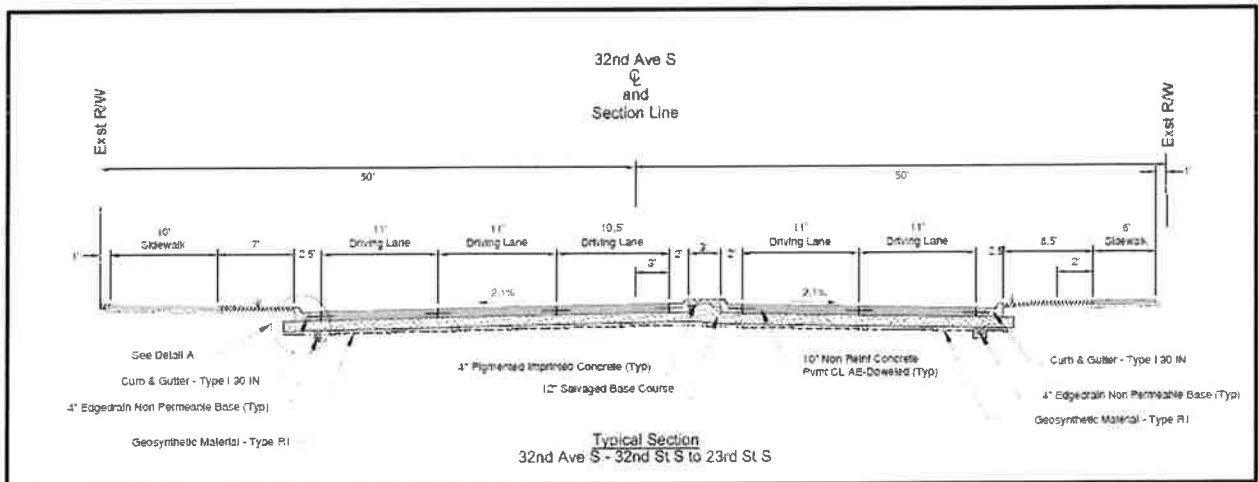 32nd Ave S
℄
and
Section Line
Exst R/W
Exst R/W
50'
50'
1'
10'
Sidewalk
7'
2.5'
11'
Driving Lane
11'
Driving Lane
10.5'
Driving Lane
2'
3'
2'
11'
Driving Lane
11'
Driving Lane
2.5'
8.5'
6'
Sidewalk
1'
3'
2'
2.1%
2.1%
See Detail A
Curb & Gutter - Type I 30 IN
4" Edgedrain Non Permeable Base (Typ)
Geosynthetic Material - Type R1
4" Pigmented Imprinted Concrete (Typ)
12" Salvaged Base Course
10" Non Reinf Concrete
Pvmt CL AE-Doweled (Typ)
Curb & Gutter - Type I 30 IN
4" Edgedrain Non Permeable Base (Typ)
Geosynthetic Material - Type R1
Typical Section
32nd Ave S - 32nd St S to 23rd St S